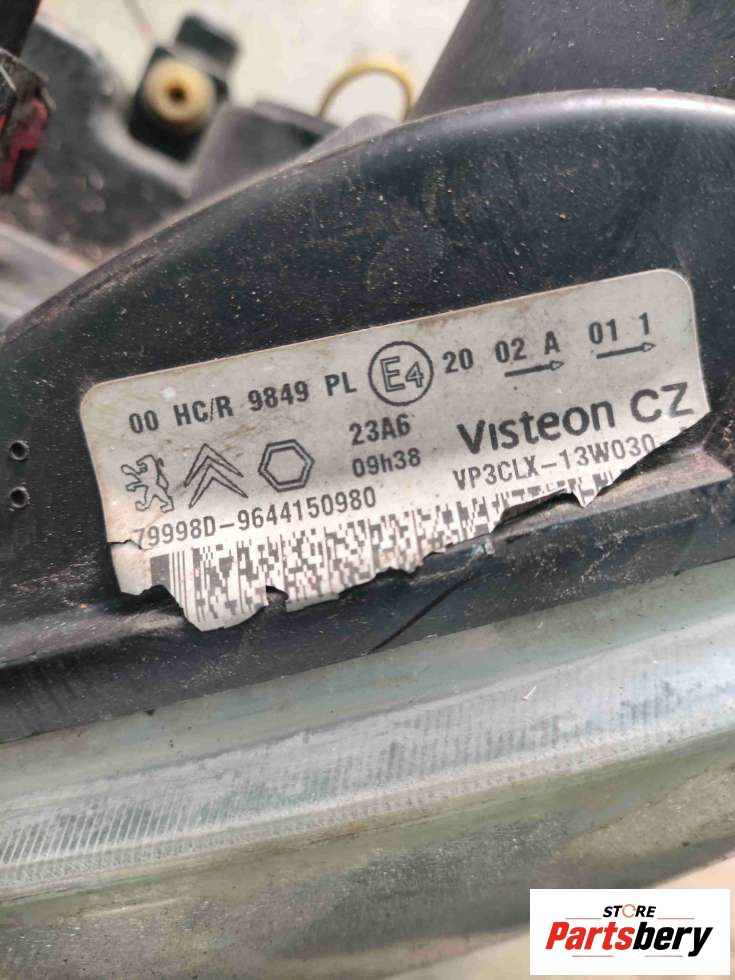 00 HC/R 9849 PL E4 20 02 A 01 1
23A6
09h38
Visteon CZ
VP3CLX-13W030
79998D-9644150980
STORE
Partsbery